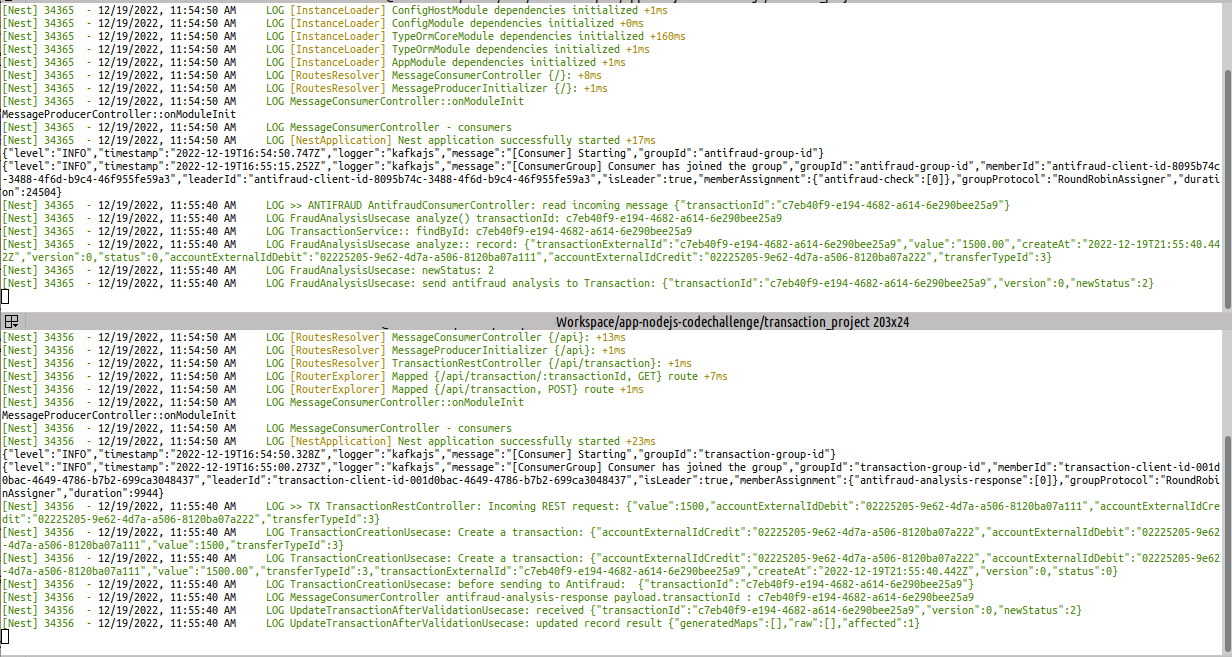 [Nest] 34365  - 12/19/2022, 11:54:50 AM     LOG [InstanceLoader] ConfigHostModule dependencies initialized +1ms
[Nest] 34365  - 12/19/2022, 11:54:50 AM     LOG [InstanceLoader] ConfigModule dependencies initialized +0ms
[Nest] 34365  - 12/19/2022, 11:54:50 AM     LOG [InstanceLoader] TypeOrmCoreModule dependencies initialized +160ms
[Nest] 34365  - 12/19/2022, 11:54:50 AM     LOG [InstanceLoader] TypeOrmModule dependencies initialized +1ms
[Nest] 34365  - 12/19/2022, 11:54:50 AM     LOG [InstanceLoader] AppModule dependencies initialized +1ms
[Nest] 34365  - 12/19/2022, 11:54:50 AM     LOG [RoutesResolver] MessageConsumerController {/}: +8ms
[Nest] 34365  - 12/19/2022, 11:54:50 AM     LOG [RoutesResolver] MessageProducerInitializer {/}: +1ms
[Nest] 34365  - 12/19/2022, 11:54:50 AM     LOG MessageConsumerController::onModuleInit
MessageProducerController::onModuleInit
[Nest] 34365  - 12/19/2022, 11:54:50 AM     LOG MessageConsumerController - consumers
[Nest] 34365  - 12/19/2022, 11:54:50 AM     LOG [NestApplication] Nest application successfully started +17ms
{"level":"INFO","timestamp":"2022-12-19T16:54:50.747Z","logger":"kafkajs","message":"[Consumer] Starting","groupId":"antifraud-group-id"}
{"level":"INFO","timestamp":"2022-12-19T16:55:15.252Z","logger":"kafkajs","message":"[ConsumerGroup] Consumer has joined the group","groupId":"antifraud-group-id","memberId":"antifraud-client-id-8095b74c
-3488-4f6d-b9c4-46f955fe59a3","leaderId":"antifraud-client-id-8095b74c-3488-4f6d-b9c4-46f955fe59a3","isLeader":true,"memberAssignment":{"antifraud-check":[0]},"groupProtocol":"RoundRobinAssigner","durati
on":24504}
[Nest] 34365  - 12/19/2022, 11:55:40 AM     LOG >> ANTIFRAUD AntifraudConsumerController: read incoming message {"transactionId":"c7eb40f9-e194-4682-a614-6e290bee25a9"}
[Nest] 34365  - 12/19/2022, 11:55:40 AM     LOG FraudAnalysisUsecase analyze() transactionId: c7eb40f9-e194-4682-a614-6e290bee25a9
[Nest] 34365  - 12/19/2022, 11:55:40 AM     LOG TransactionService:: findById: c7eb40f9-e194-4682-a614-6e290bee25a9
[Nest] 34365  - 12/19/2022, 11:55:40 AM     LOG FraudAnalysisUsecase analyze:: record: {"transactionExternalId":"c7eb40f9-e194-4682-a614-6e290bee25a9","value":"1500.00","createAt":"2022-12-19T21:55:40.44
2Z","version":0,"status":0,"accountExternalIdDebit":"02225205-9e62-4d7a-a506-8120ba07a111","accountExternalIdCredit":"02225205-9e62-4d7a-a506-8120ba07a222","transferTypeId":3}
[Nest] 34365  - 12/19/2022, 11:55:40 AM     LOG FraudAnalysisUsecase: newStatus: 2
[Nest] 34365  - 12/19/2022, 11:55:40 AM     LOG FraudAnalysisUsecase: send antifraud analysis to Transaction: {"transactionId":"c7eb40f9-e194-4682-a614-6e290bee25a9","version":0,"newStatus":2}
Workspace/app-nodejs-codechallenge/transaction_project 203x24
[Nest] 34356  - 12/19/2022, 11:54:50 AM     LOG [RoutesResolver] MessageConsumerController {/api}: +13ms
[Nest] 34356  - 12/19/2022, 11:54:50 AM     LOG [RoutesResolver] MessageProducerInitializer {/api}: +1ms
[Nest] 34356  - 12/19/2022, 11:54:50 AM     LOG [RoutesResolver] TransactionRestController {/api/transaction}: +1ms
[Nest] 34356  - 12/19/2022, 11:54:50 AM     LOG [RouterExplorer] Mapped {/api/transaction/:transactionId, GET} route +7ms
[Nest] 34356  - 12/19/2022, 11:54:50 AM     LOG [RouterExplorer] Mapped {/api/transaction, POST} route +1ms
[Nest] 34356  - 12/19/2022, 11:54:50 AM     LOG MessageConsumerController::onModuleInit
MessageProducerController::onModuleInit
[Nest] 34356  - 12/19/2022, 11:54:50 AM     LOG MessageConsumerController - consumers
[Nest] 34356  - 12/19/2022, 11:54:50 AM     LOG [NestApplication] Nest application successfully started +23ms
{"level":"INFO","timestamp":"2022-12-19T16:54:50.328Z","logger":"kafkajs","message":"[Consumer] Starting","groupId":"transaction-group-id"}
{"level":"INFO","timestamp":"2022-12-19T16:55:00.273Z","logger":"kafkajs","message":"[ConsumerGroup] Consumer has joined the group","groupId":"transaction-group-id","memberId":"transaction-client-id-001d
0bac-4649-4786-b7b2-699ca3048437","leaderId":"transaction-client-id-001d0bac-4649-4786-b7b2-699ca3048437","isLeader":true,"memberAssignment":{"antifraud-analysis-response":[0]},"groupProtocol":"RoundRobi
nAssigner","duration":9944}
[Nest] 34356  - 12/19/2022, 11:55:40 AM     LOG >> TX TransactionRestController: Incoming REST request: {"value":1500,"accountExternalIdDebit":"02225205-9e62-4d7a-a506-8120ba07a111","accountExternalIdCre
dit":"02225205-9e62-4d7a-a506-8120ba07a222","transferTypeId":3}
[Nest] 34356  - 12/19/2022, 11:55:40 AM     LOG TransactionCreationUsecase: Create a transaction: {"accountExternalIdCredit":"02225205-9e62-4d7a-a506-8120ba07a222","accountExternalIdDebit":"02225205-9e62
-4d7a-a506-8120ba07a111","value":1500,"transferTypeId":3}
[Nest] 34356  - 12/19/2022, 11:55:40 AM     LOG TransactionCreationUsecase: Create a transaction: {"accountExternalIdCredit":"02225205-9e62-4d7a-a506-8120ba07a222","accountExternalIdDebit":"02225205-9e62
-4d7a-a506-8120ba07a111","value":"1500.00","transferTypeId":3,"transactionExternalId":"c7eb40f9-e194-4682-a614-6e290bee25a9","createAt":"2022-12-19T21:55:40.442Z","version":0,"status":0}
[Nest] 34356  - 12/19/2022, 11:55:40 AM     LOG TransactionCreationUsecase: before sending to Antifraud:  {"transactionId":"c7eb40f9-e194-4682-a614-6e290bee25a9"}
[Nest] 34356  - 12/19/2022, 11:55:40 AM     LOG MessageConsumerController antifraud-analysis-response payload.transactionId : c7eb40f9-e194-4682-a614-6e290bee25a9
[Nest] 34356  - 12/19/2022, 11:55:40 AM     LOG UpdateTransactionAfterValidationUsecase: received {"transactionId":"c7eb40f9-e194-4682-a614-6e290bee25a9","version":0,"newStatus":2}
[Nest] 34356  - 12/19/2022, 11:55:40 AM     LOG UpdateTransactionAfterValidationUsecase: updated record result {"generatedMaps":[],"raw":[],"affected":1}